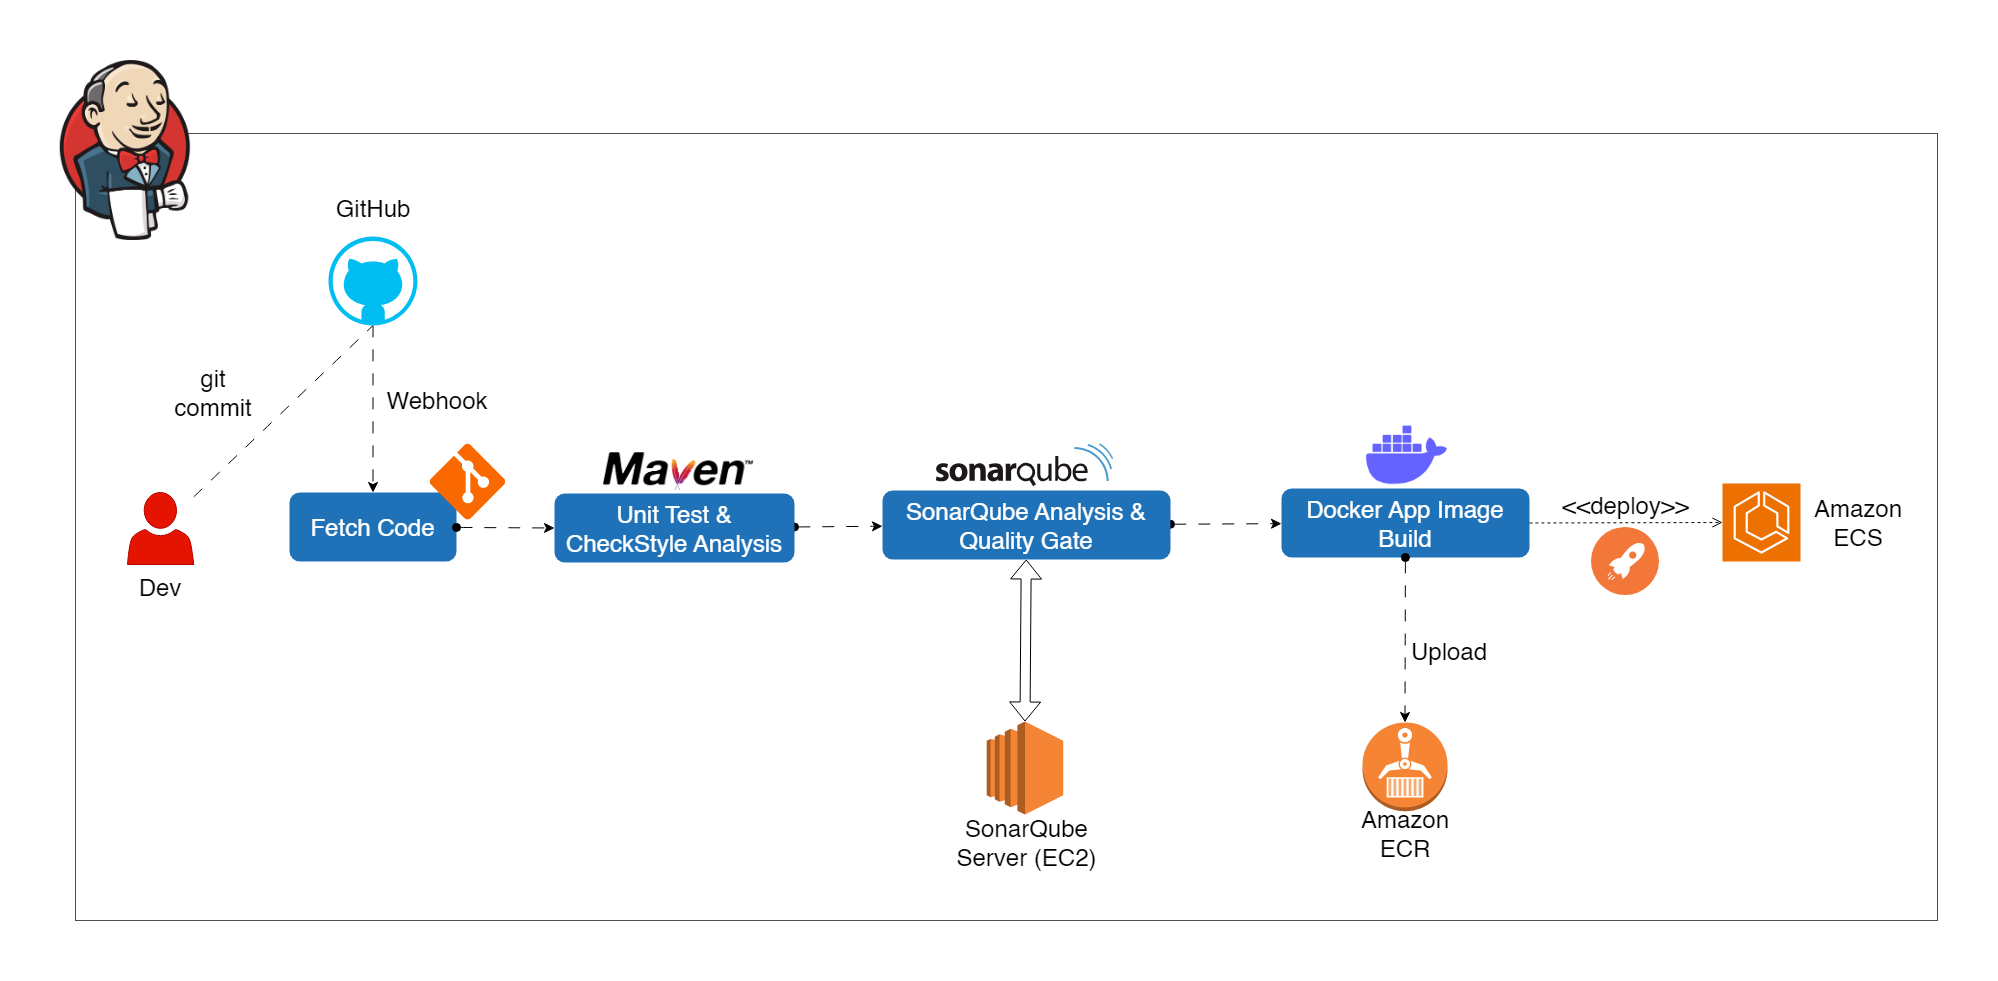 GitHub
git
commit
Webhook
Dev
Fetch Code
Maven™
Unit Test &
CheckStyle Analysis
sonarqube
SonarQube Analysis &
Quality Gate
SonarQube
Server (EC2)
Docker App Image
Build
Upload
Amazon
ECR
<<deploy>>
Amazon
ECS